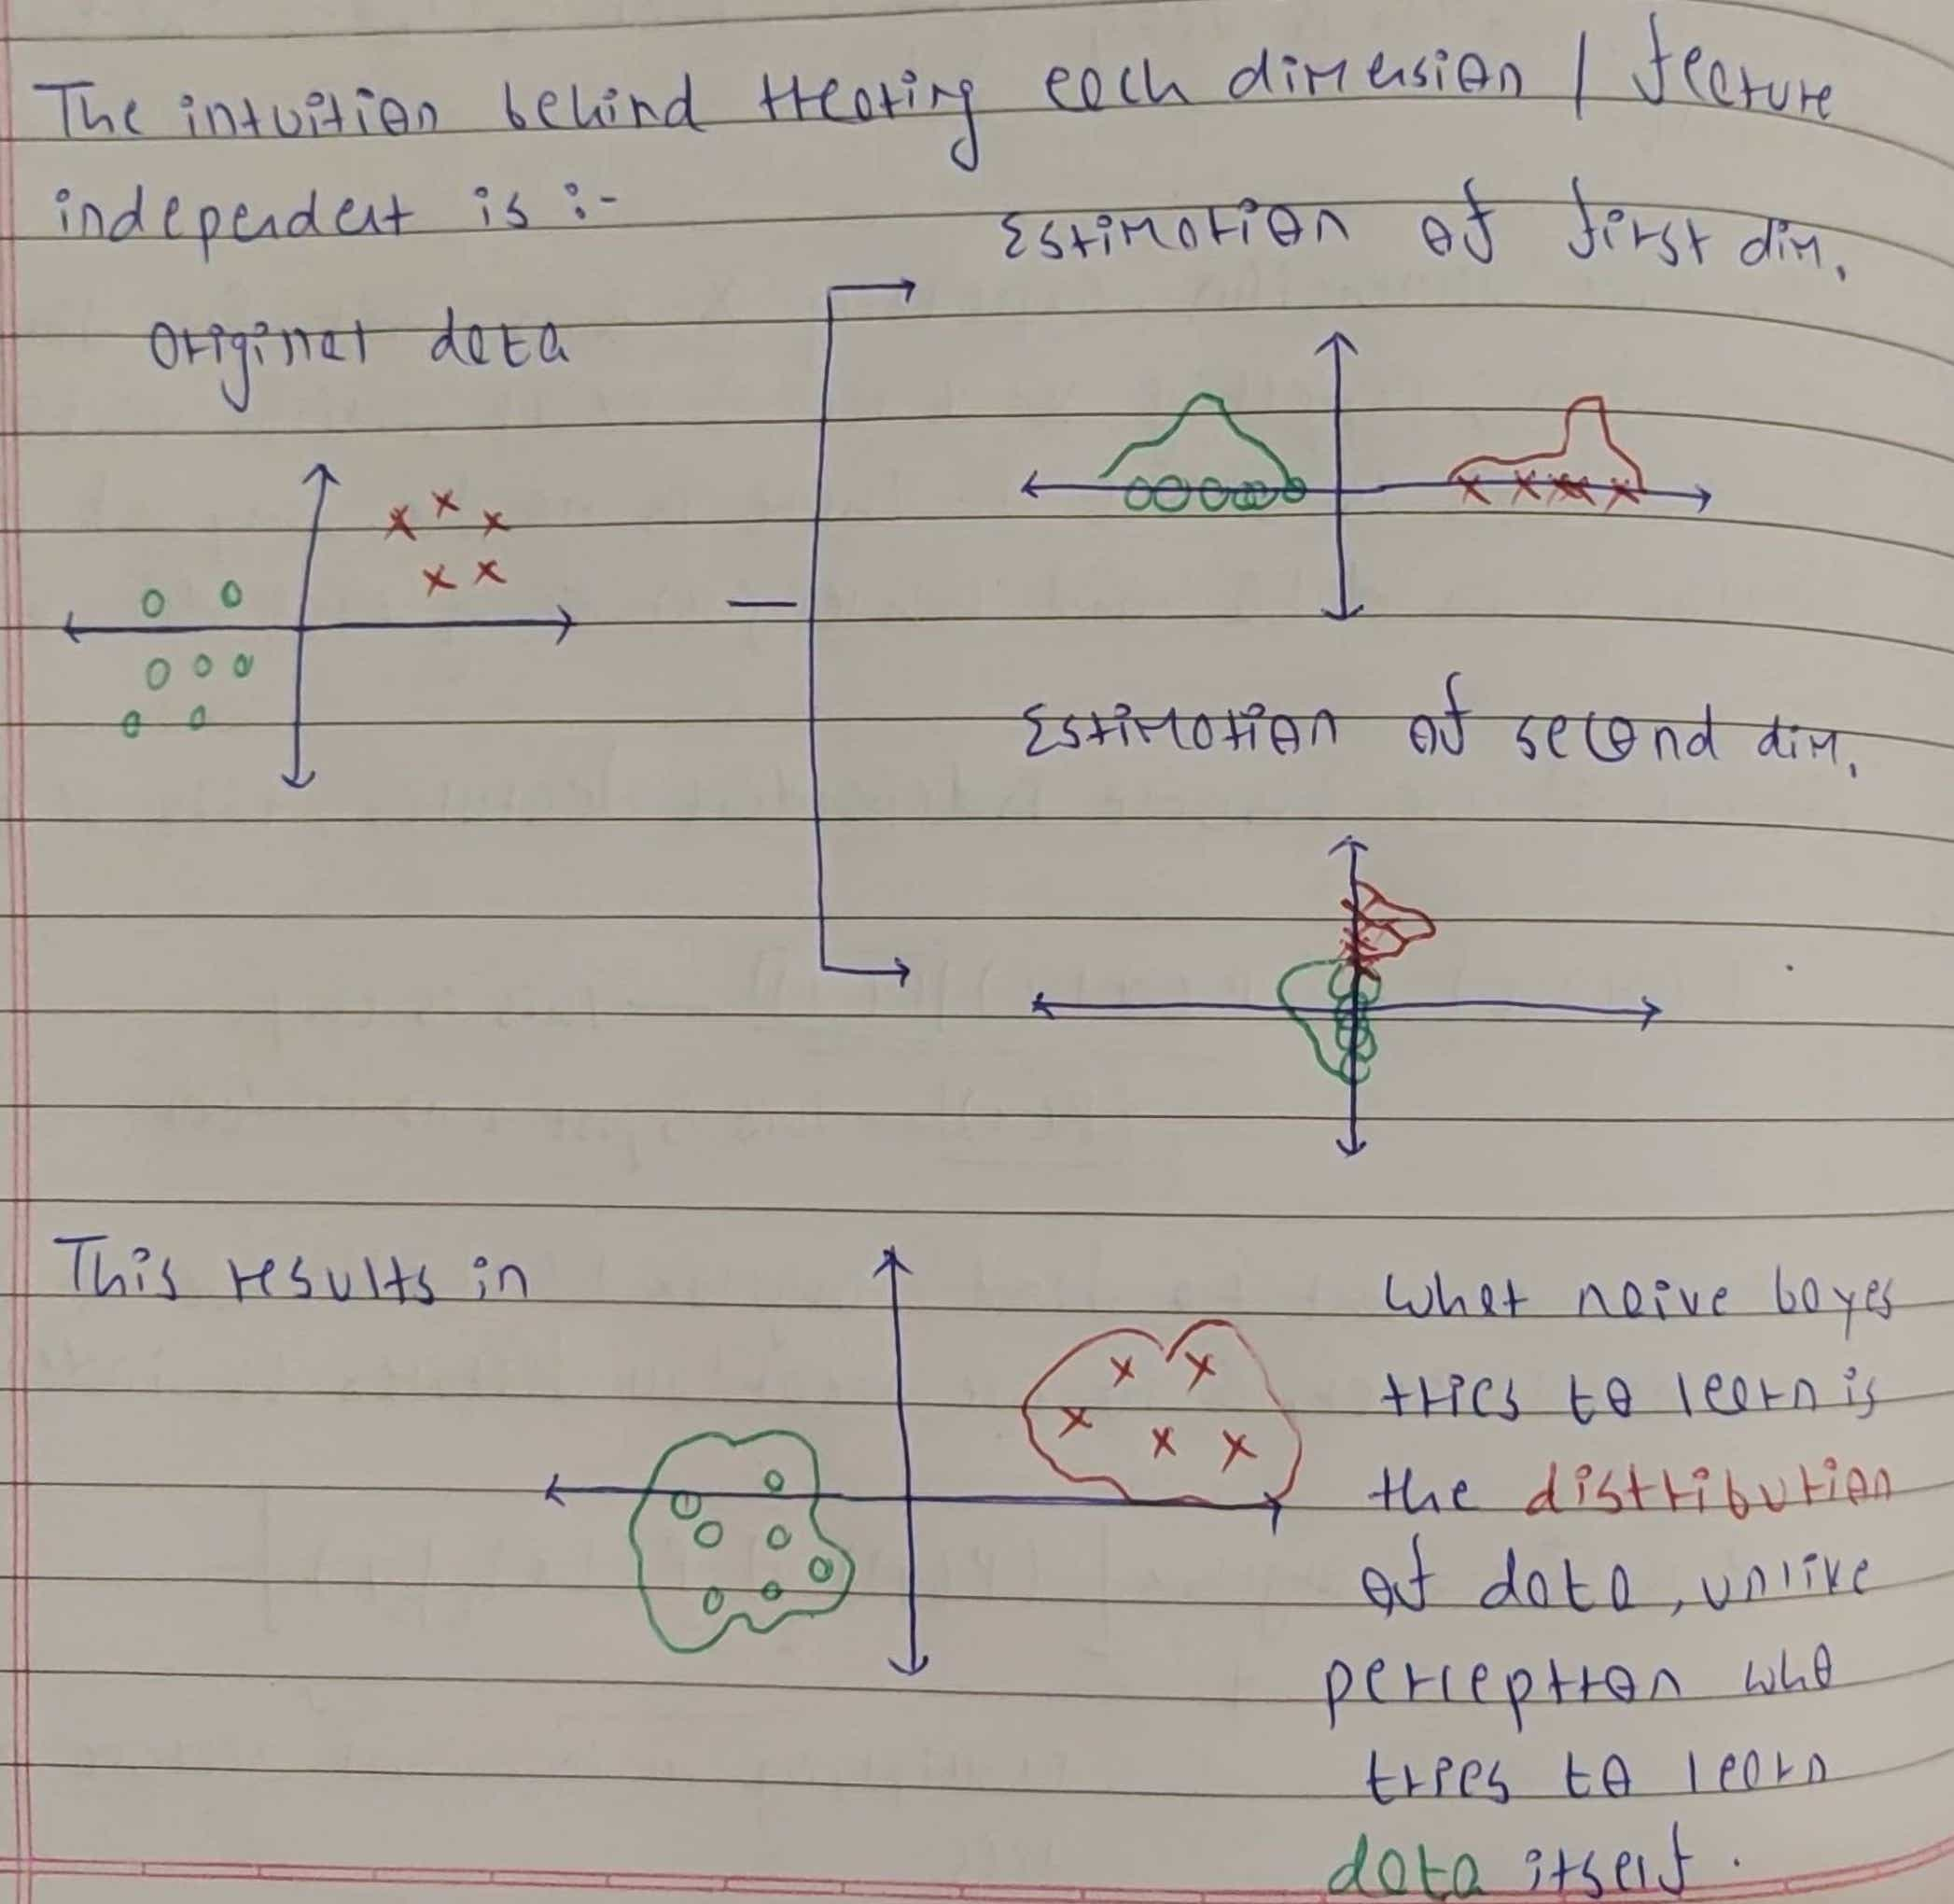 The intuition behind treating each dimension / feature
independent is :-
Original data
Estimation of first dim.
Estimation of second dim.
This results in
What naive bayes
tries to learn is
the distribution
of data, unlike
perceptron who
tries to learn
data itself.